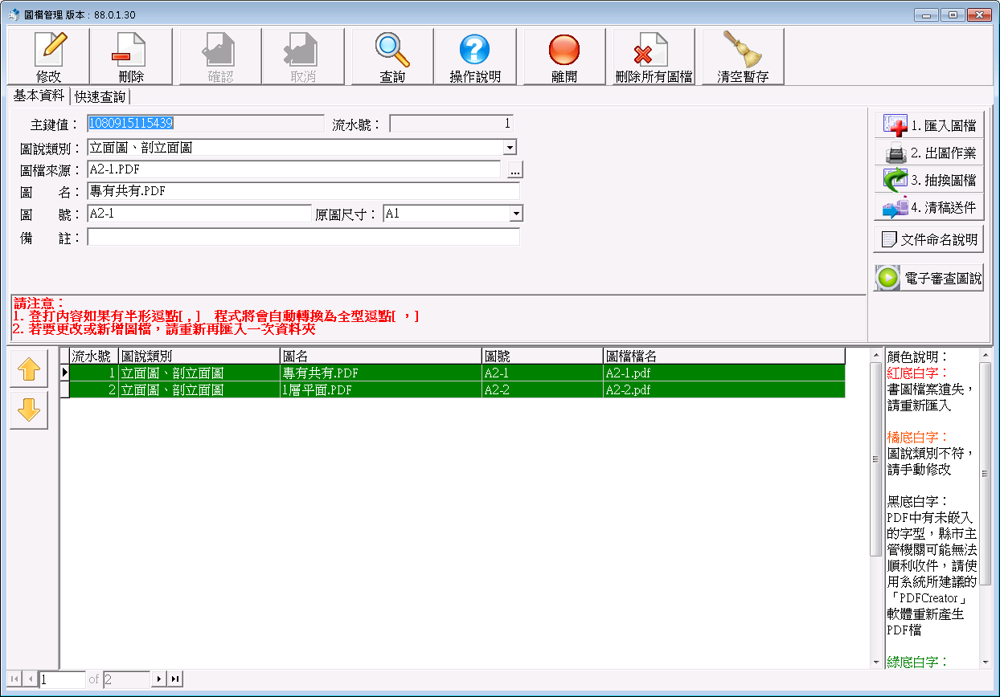 圖檔管理 版本 : 88.0.1.30
修改 刪除 確認 取消 查詢 操作說明 離開 刪除所有圖檔 清空暫存
基本資料 快速查詢
主鍵值： 1080915115439 流水號： 1
圖說類別： 立面圖、剖立面圖
圖檔來源： A2-1.PDF ...
圖 名： 專有共有.PDF
圖 號： A2-1 原圖尺寸： A1
備 註：
1. 匯入圖檔
2. 出圖作業
3. 抽換圖檔
4. 清稿送件
文件命名說明
電子審查圖說
請注意：
1. 登打內容如果有半形逗點[ , ] 程式將會自動轉換為全型逗點[ ，]
2. 若要更改或新增圖檔，請重新再匯入一次資料夾
流水號 圖說類別 圖名 圖號 圖檔檔名
1 立面圖、剖立面圖 專有共有.PDF A2-1 A2-1.pdf
2 立面圖、剖立面圖 1層平面.PDF A2-2 A2-2.pdf
顏色說明：
紅底白字：
書圖檔案遺失，
請重新匯入
橘底白字：
圖說類別不符，
請手動修改
黑底白字：
PDF中有未嵌入
的字型，縣市主
管機關可能無法
順利收件，請使
用系統所建議的
「PDFCreator」
軟體重新產生
PDF檔
綠底白字：
1 of 2